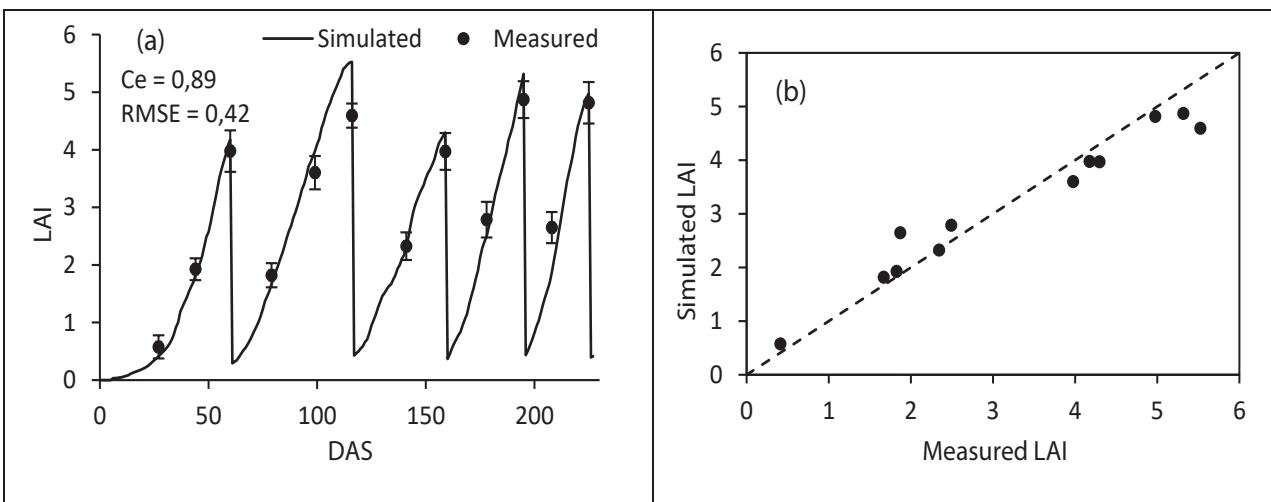 (a)
Simulated
Measured
Ce = 0,89
RMSE = 0,42
LAI
6
5
4
3
2
1
0
0 50 100 150 200
DAS
(b)
Simulated LAI
6
5
4
3
2
1
0
0 1 2 3 4 5 6
Measured LAI